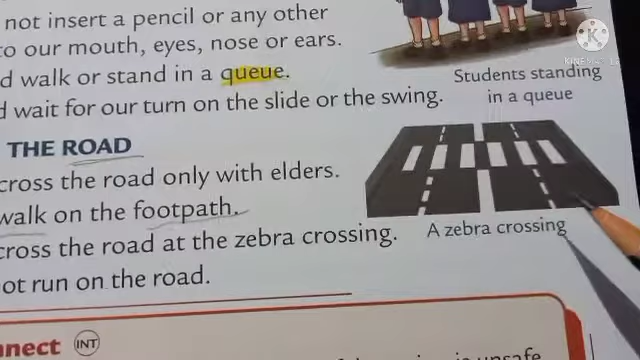 not insert a pencil or any other
to our mouth, eyes, nose or ears.
d walk or stand in a queue.
d wait for our turn on the slide or the swing.
Students standing
in a queue
THE ROAD
cross the road only with elders.
walk on the footpath.
cross the road at the zebra crossing.
ot run on the road.
A zebra crossing
nnect INT
is unsafe